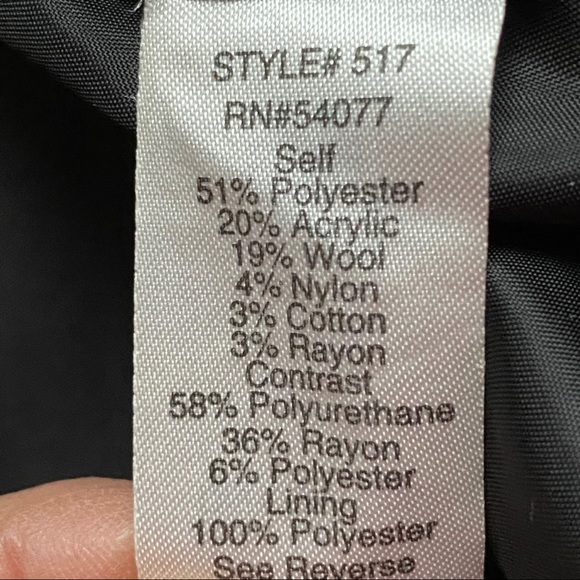 STYLE# 517
RN#54077
Self
51% Polyester
20% Acrylic
19% Wool
4% Nylon
3% Cotton
3% Rayon
Contrast
58% Polyurethane
36% Rayon
6% Polyester
Lining
100% Polyester
See Reverse